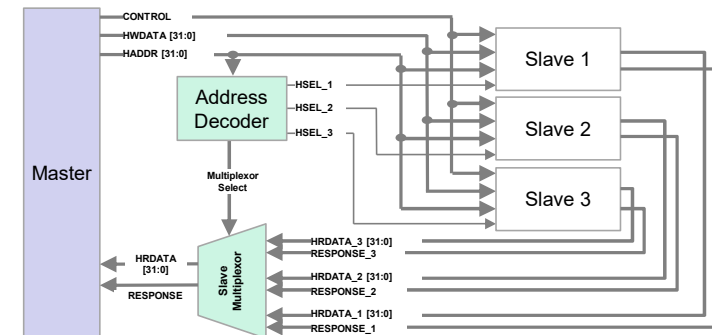 CONTROL
HWDATA [31:0]
HADDR [31:0]
Master
Address
Decoder
HSEL_1
HSEL_2
HSEL_3
Slave 1
Slave 2
Slave 3
Multiplexor
Select
Slave
Multiplexor
HRDATA
[31:0]
RESPONSE
HRDATA_3 [31:0]
RESPONSE_3
HRDATA_2 [31:0]
RESPONSE_2
HRDATA_1 [31:0]
RESPONSE_1